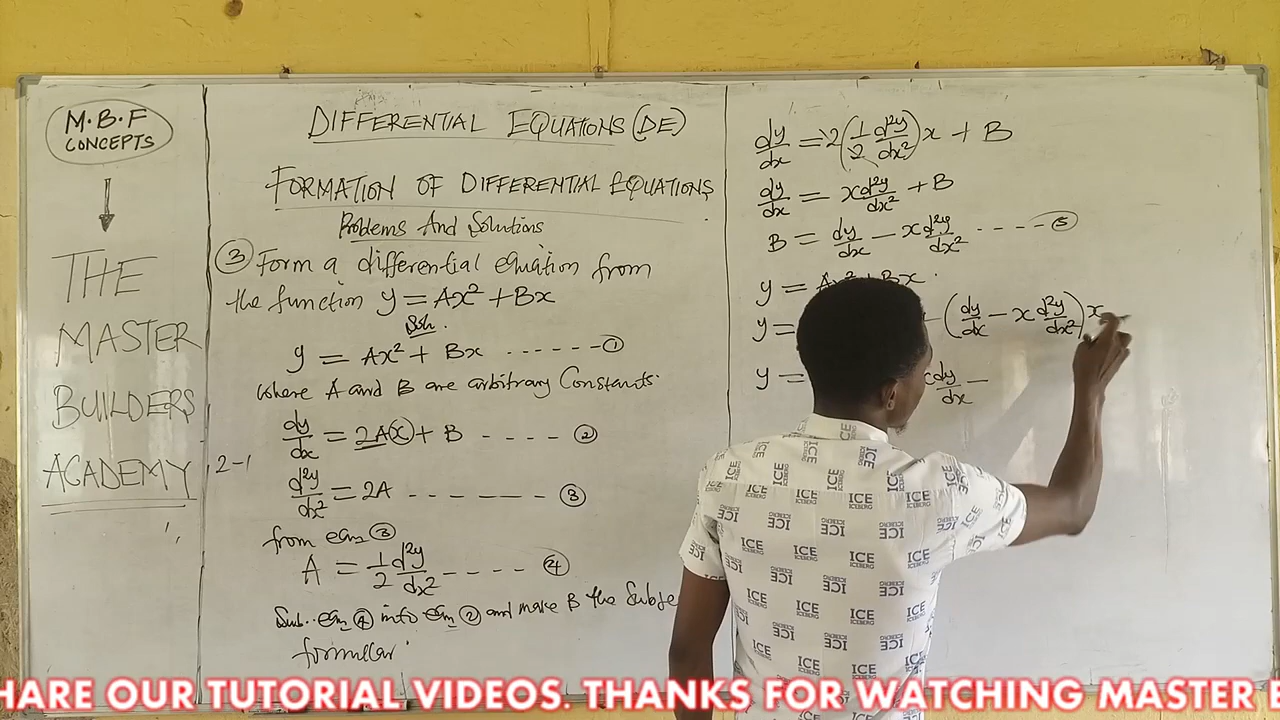 M.B.F
CONCEPTS
THE
MASTER
BUILDERS
ACADEMY
DIFFERENTIAL EQUATIONS (DE)
FORMATION OF DIFFERENTIAL EQUATIONS
Problems And Solutions
③ Form a differential equation from
the function y = Ax² + Bx
Soln.
y = Ax² + Bx ------ ①
where A and B are arbitrary Constants.
dy/dx = 2A(x) + B ---- ②
2-1
d²y/dx² = 2A ------- ③
from eqn ③
A = 1/2 d²y/dx² ---- ④
Sub. eqn ④ into eqn ② and make B the Subje
formular.
dy/dx = 2(1/2 d²y/dx²)x + B
dy/dx = x d²y/dx² + B
B = dy/dx - x d²y/dx² ---- ⑤
y = Ax² + Bx.
y = (dy/dx - x d²y/dx²)x
y = x dy/dx -
ICE
ICEBERG
HARE OUR TUTORIAL VIDEOS. THANKS FOR WATCHING MASTER